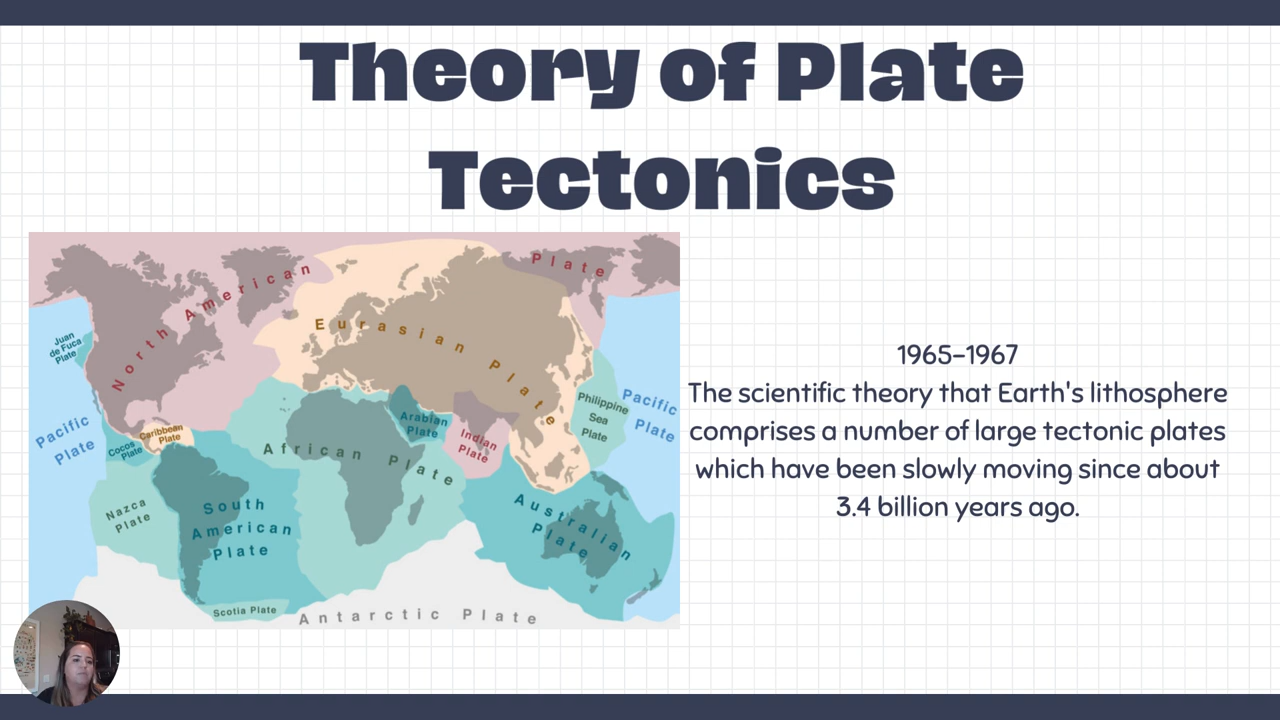 Theory of Plate
Tectonics
North American
Plate
Eurasian Plate
Juan
de Fuca
Plate
Pacific
Plate
Caribbean
Plate
Cocos
Plate
Arabian
Plate
Indian
Plate
Philippine
Sea
Plate
Pacific
Plate
African Plate
Nazca
Plate
South
American
Plate
Australian
Plate
Scotia Plate
Antarctic Plate
1965–1967
The scientific theory that Earth's lithosphere
comprises a number of large tectonic plates
which have been slowly moving since about
3.4 billion years ago.